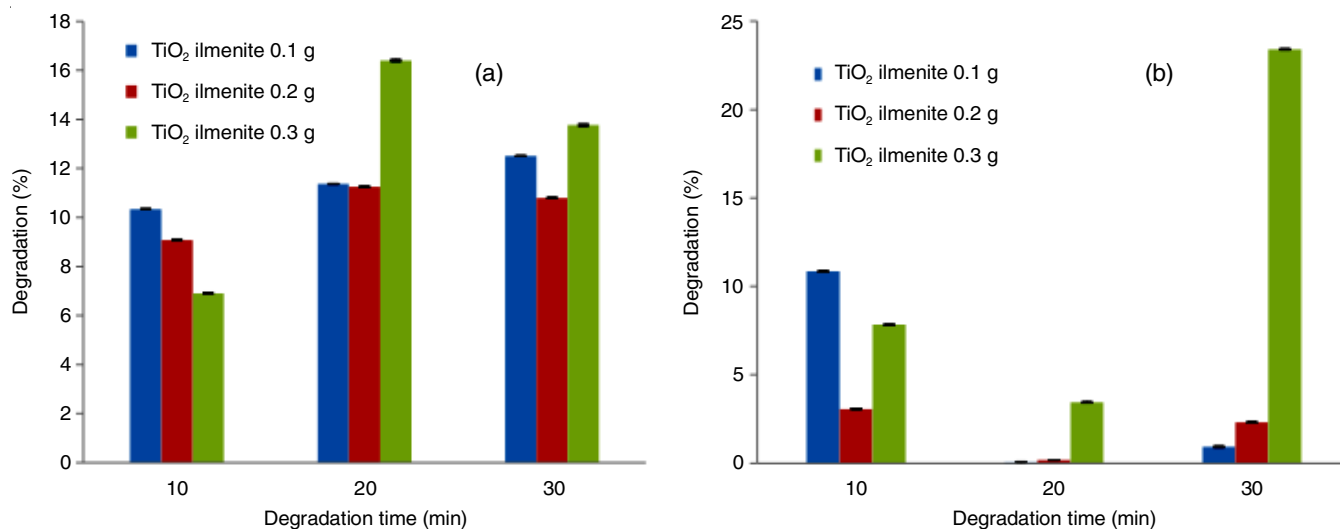 18
16
14
12
10
8
6
4
2
0
Degradation (%)
TiO2 ilmenite 0.1 g
TiO2 ilmenite 0.2 g
TiO2 ilmenite 0.3 g
(a)
10 20 30
Degradation time (min)
25
20
15
10
5
0
Degradation (%)
TiO2 ilmenite 0.1 g
TiO2 ilmenite 0.2 g
TiO2 ilmenite 0.3 g
(b)
10 20 30
Degradation time (min)